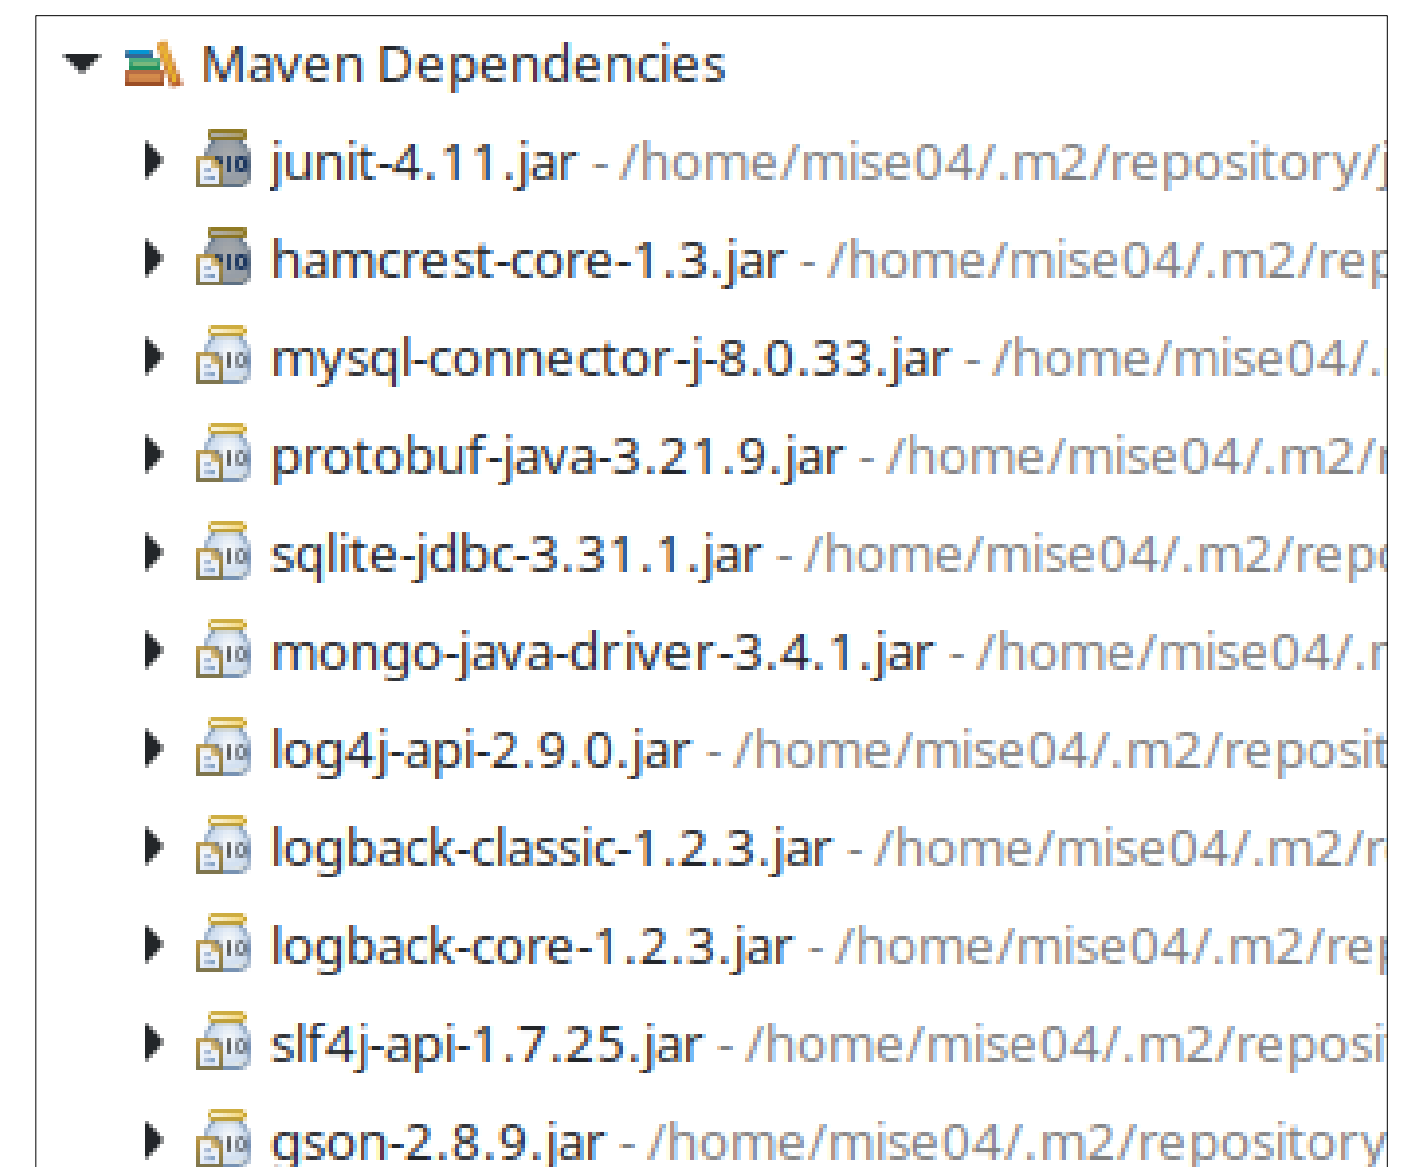 Maven Dependencies
junit-4.11.jar - /home/mise04/.m2/repository/j
hamcrest-core-1.3.jar - /home/mise04/.m2/rep
mysql-connector-j-8.0.33.jar - /home/mise04/.
protobuf-java-3.21.9.jar - /home/mise04/.m2/r
sqlite-jdbc-3.31.1.jar - /home/mise04/.m2/repo
mongo-java-driver-3.4.1.jar - /home/mise04/.m
log4j-api-2.9.0.jar - /home/mise04/.m2/reposit
logback-classic-1.2.3.jar - /home/mise04/.m2/r
logback-core-1.2.3.jar - /home/mise04/.m2/rep
slf4j-api-1.7.25.jar - /home/mise04/.m2/reposi
gson-2.8.9.jar - /home/mise04/.m2/repository